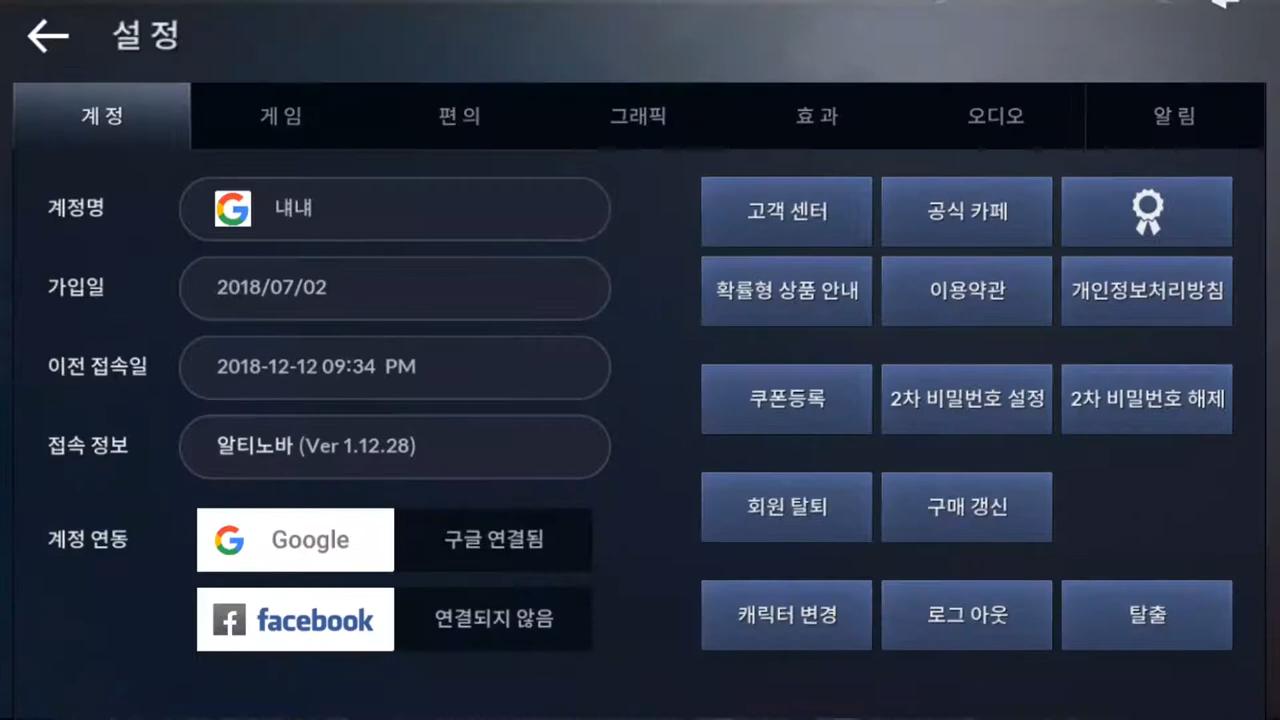 설정
계정 게임 편의 그래픽 효과 오디오 알림
계정명 냬냬
가입일 2018/07/02
이전 접속일 2018-12-12 09:34 PM
접속 정보 알티노바 (Ver 1.12.28)
계정 연동 Google 구글 연결됨
facebook 연결되지 않음
고객 센터 공식 카페
확률형 상품 안내 이용약관 개인정보처리방침
쿠폰등록 2차 비밀번호 설정 2차 비밀번호 해제
회원 탈퇴 구매 갱신
캐릭터 변경 로그 아웃 탈출